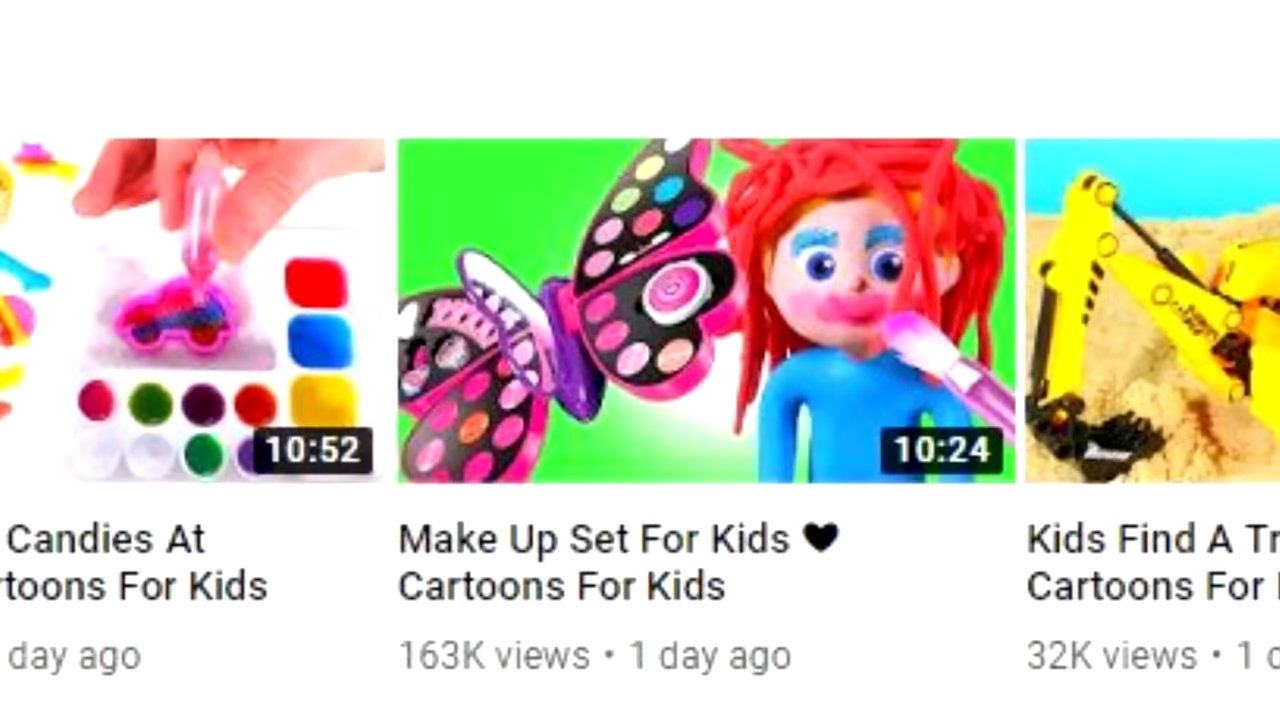 10:52
Candies At
rtoons For Kids
day ago
10:24
Make Up Set For Kids 🖤
Cartoons For Kids
163K views • 1 day ago
Kids Find A Tr
Cartoons For
32K views • 1 d